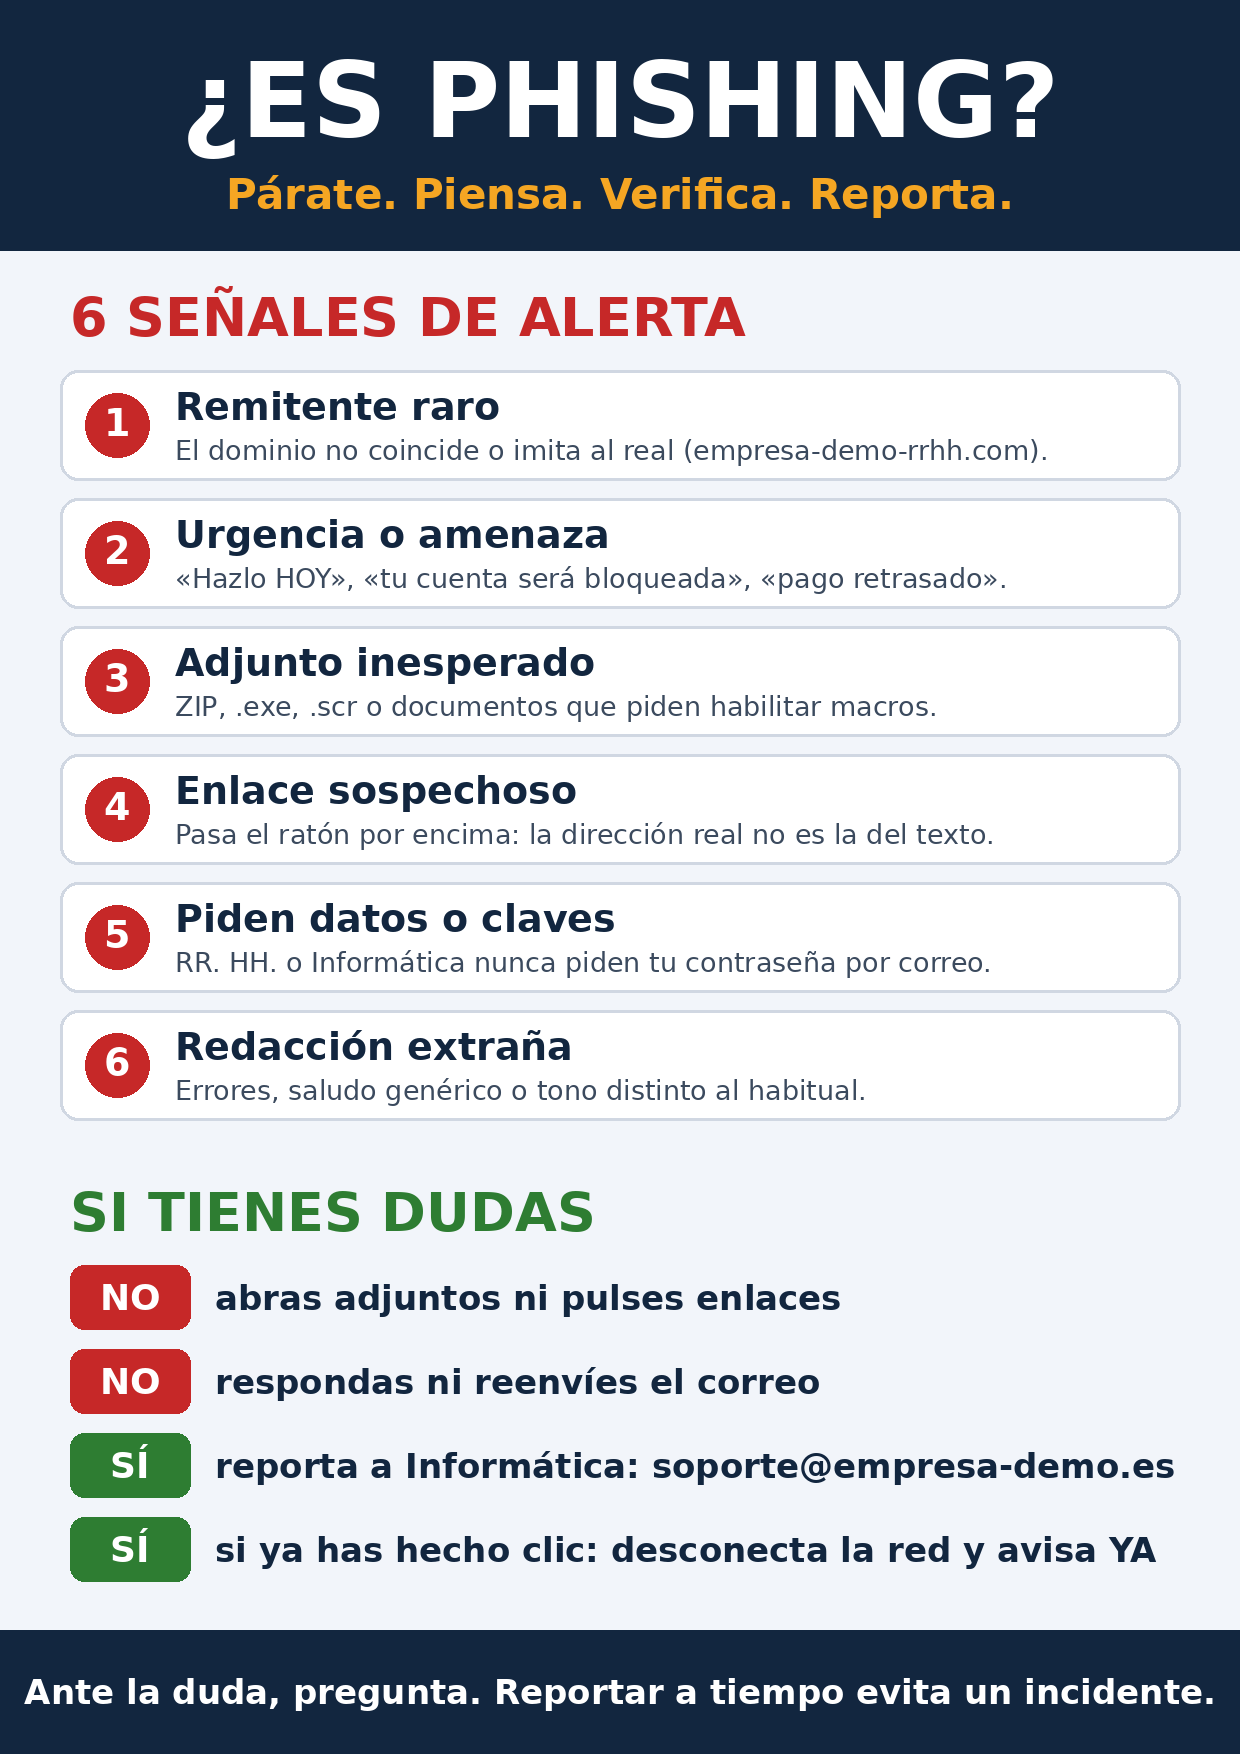 ¿ES PHISHING?
Párate. Piensa. Verifica. Reporta.
6 SEÑALES DE ALERTA
1
Remitente raro
El dominio no coincide o imita al real (empresa-demo-rrhh.com).
2
Urgencia o amenaza
«Hazlo HOY», «tu cuenta será bloqueada», «pago retrasado».
3
Adjunto inesperado
ZIP, .exe, .scr o documentos que piden habilitar macros.
4
Enlace sospechoso
Pasa el ratón por encima: la dirección real no es la del texto.
5
Piden datos o claves
RR. HH. o Informática nunca piden tu contraseña por correo.
6
Redacción extraña
Errores, saludo genérico o tono distinto al habitual.
SI TIENES DUDAS
NO abras adjuntos ni pulses enlaces
NO respondas ni reenvíes el correo
SÍ reporta a Informática: soporte@empresa-demo.es
SÍ si ya has hecho clic: desconecta la red y avisa YA
Ante la duda, pregunta. Reportar a tiempo evita un incidente.